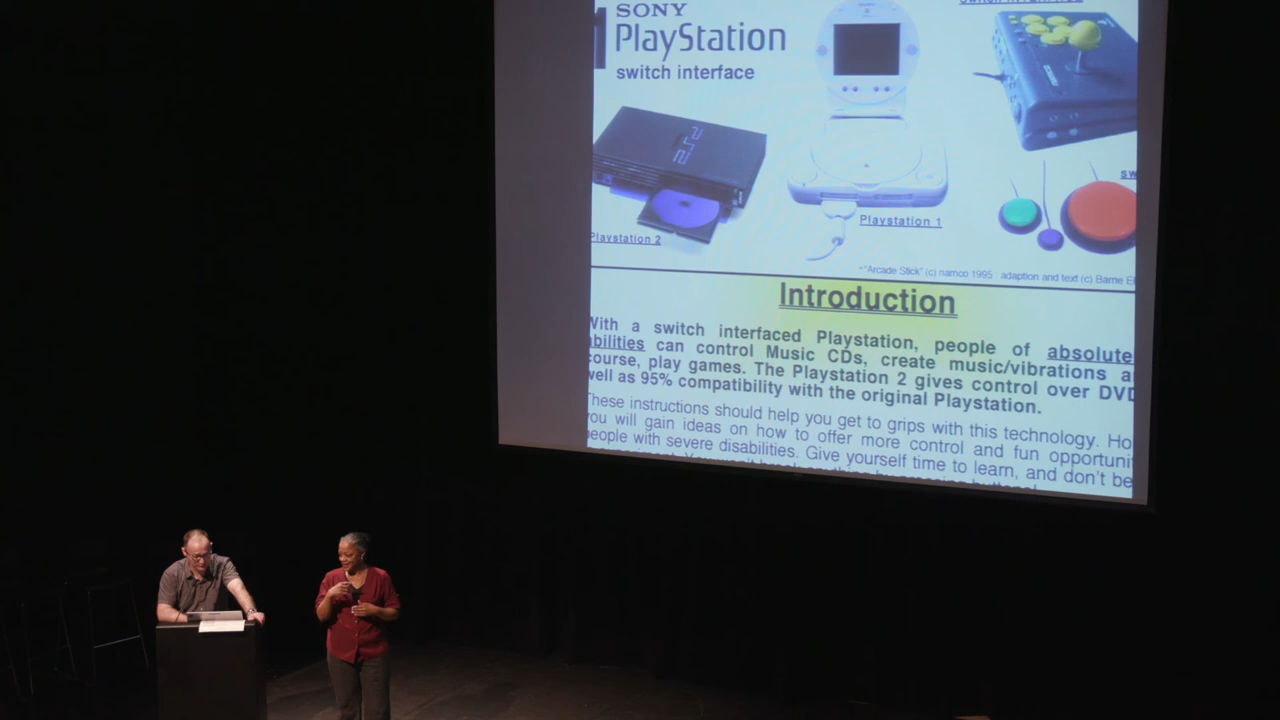 SONY
PlayStation
switch interface
PS2
Playstation 2
Playstation 1
sw
*"Arcade Stick" (c) namco 1995 : adaption and text (c) Barrie
Introduction
With a switch interfaced Playstation, people of absolute
abilities can control Music CDs, create music/vibrations
course, play games. The Playstation 2 gives control over DVD
well as 95% compatibility with the original Playstation.
These instructions should help you get to grips with this technology.
you will gain ideas on how to offer more control and fun
people with severe disabilities. Give yourself time to learn, and don't be